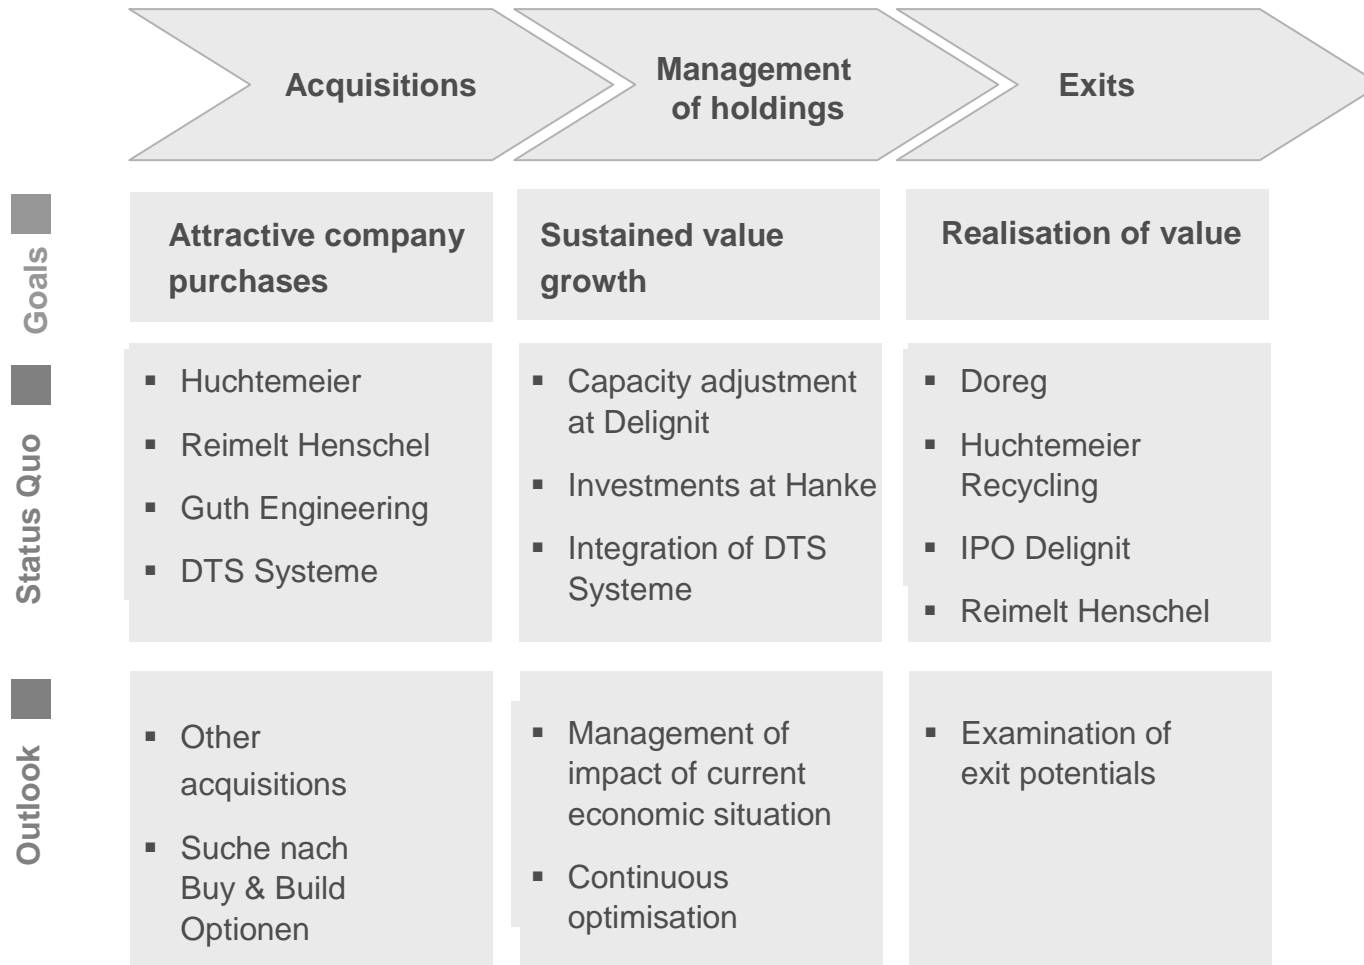 Acquisitions
Management
of holdings
Exits
Goals
Attractive company
purchases
Sustained value
growth
Realisation of value
Status Quo
▪ Huchtemeier
▪ Reimelt Henschel
▪ Guth Engineering
▪ DTS Systeme
▪ Capacity adjustment
at Delignit
▪ Investments at Hanke
▪ Integration of DTS
Systeme
▪ Doreg
▪ Huchtemeier
Recycling
▪ IPO Delignit
▪ Reimelt Henschel
Outlook
▪ Other
acquisitions
▪ Suche nach
Buy & Build
Optionen
▪ Management of
impact of current
economic situation
▪ Continuous
optimisation
▪ Examination of
exit potentials